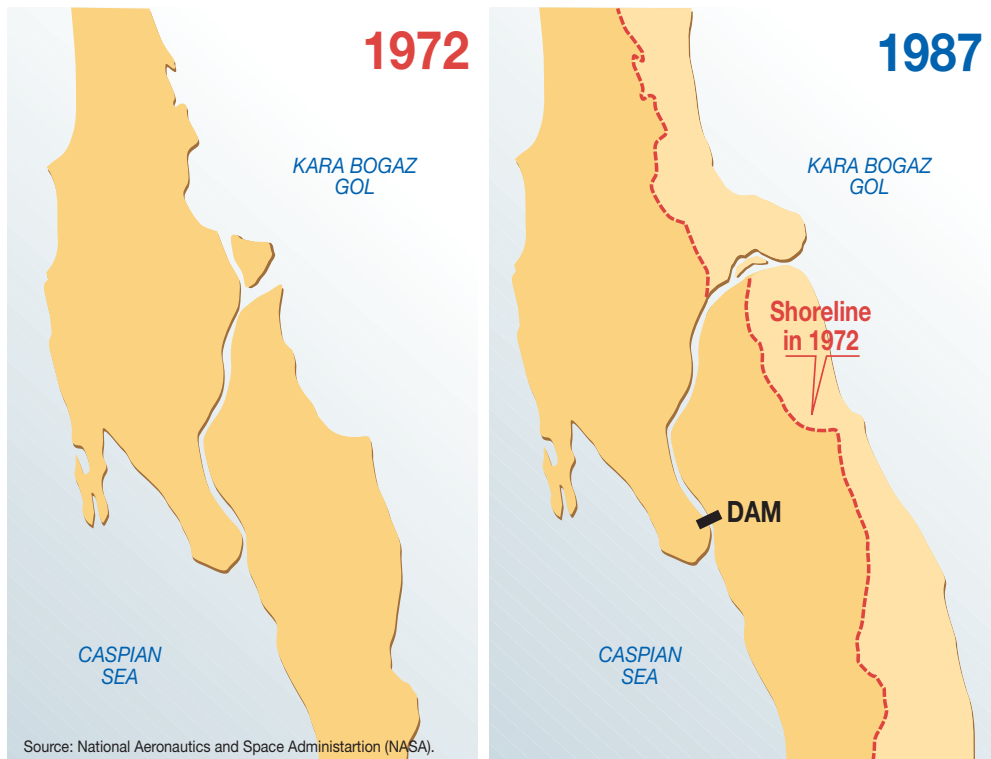 1972
KARA BOGAZ
GOL
CASPIAN
SEA
Source: National Aeronautics and Space Administartion (NASA).
1987
KARA BOGAZ
GOL
Shoreline
in 1972
DAM
CASPIAN
SEA